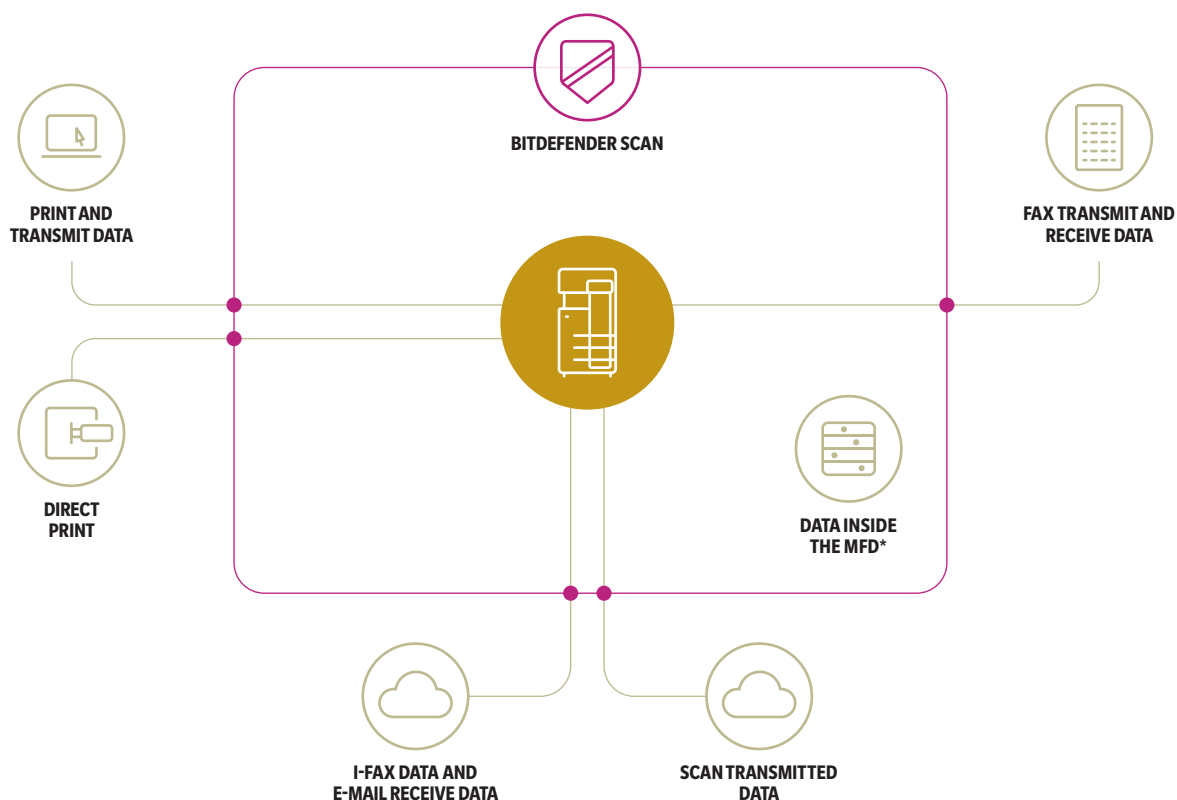 BITDEFENDER SCAN
PRINT AND
TRANSMIT DATA
FAX TRANSMIT AND
RECEIVE DATA
DIRECT
PRINT
DATA INSIDE
THE MFD*
I-FAX DATA AND
E-MAIL RECEIVE DATA
SCAN TRANSMITTED
DATA